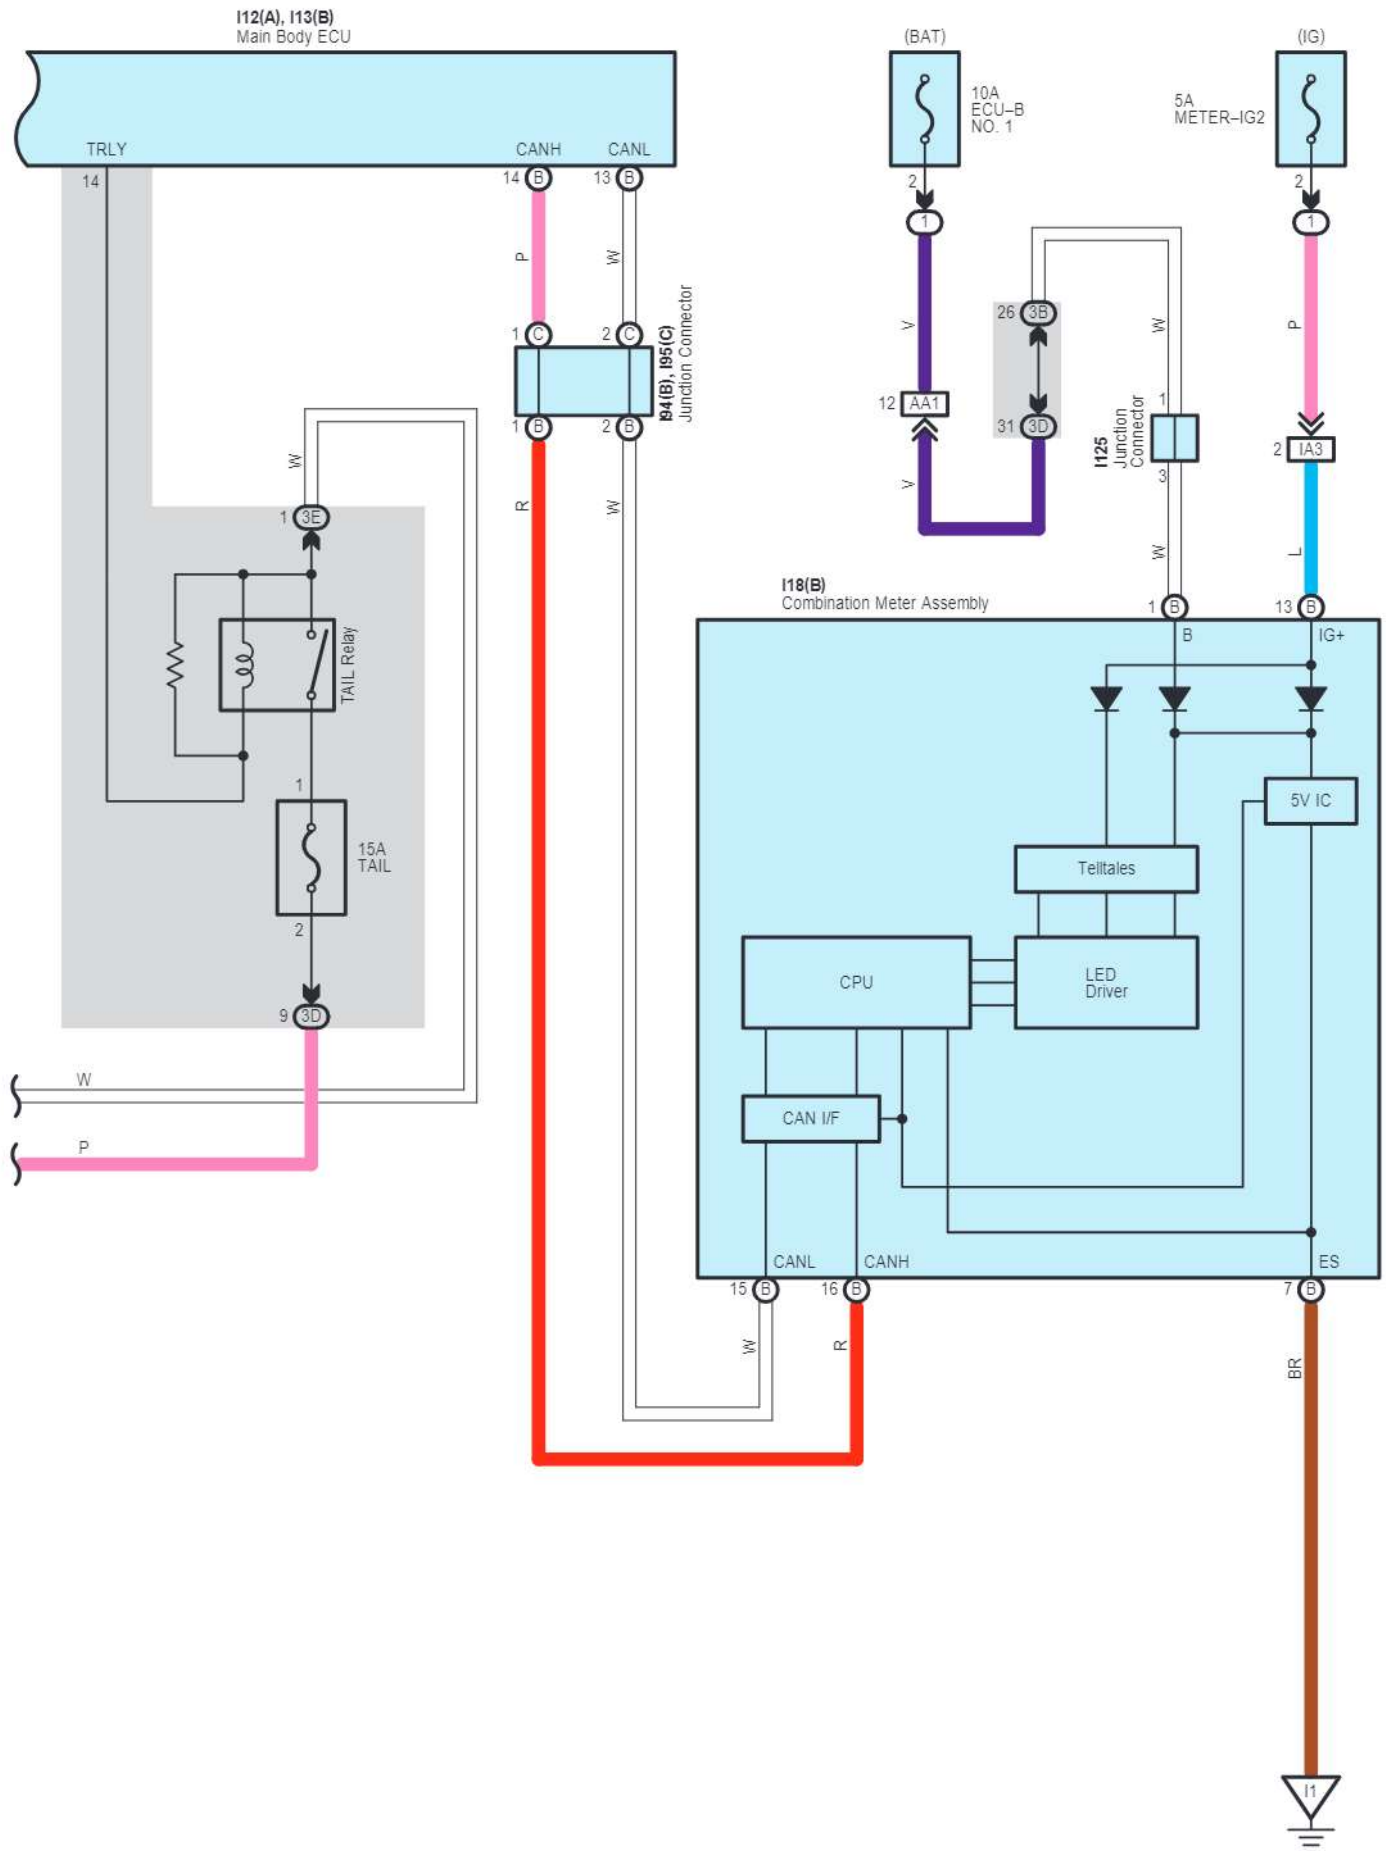 I12(A), I13(B)
Main Body ECU
TRLY
CANH
CANL
14
14
B
13
B
P
W
1
C
2
C
I94(B), I95(C)
Junction Connector
1
B
2
B
R
W
W
1
3E
TAIL Relay
1
15A
TAIL
2
9
3D
W
P
(BAT)
10A
ECU–B
NO. 1
2
1
V
12
AA1
V
26
3B
31
3D
W
1
I125
Junction
Connector
3
W
(IG)
5A
METER–IG2
2
1
P
2
IA3
L
I18(B)
Combination Meter Assembly
1
B
13
B
B
IG+
5V IC
Telltales
CPU
LED
Driver
CAN I/F
CANL
CANH
ES
15
B
16
B
7
B
W
R
BR
I1